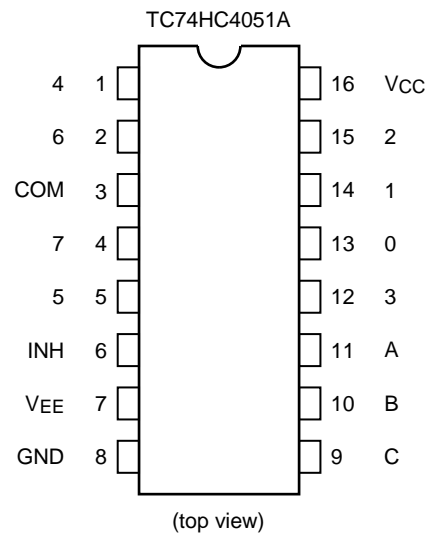 TC74HC4051A
4 1 16 VCC
6 2 15 2
COM 3 14 1
7 4 13 0
5 5 12 3
INH 6 11 A
VEE 7 10 B
GND 8 9 C
(top view)